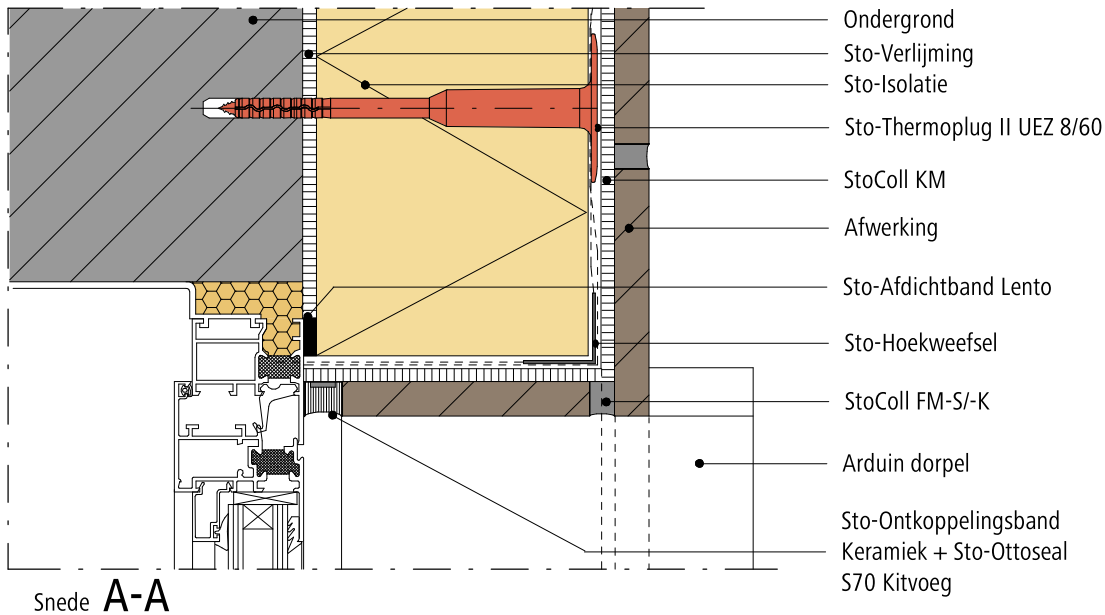 Ondergrond
Sto-Verlijming
Sto-Isolatie
Sto-Thermoplug II UEZ 8/60
StoColl KM
Afwerking
Sto-Afdichtband Lento
Sto-Hoekweefsel
StoColl FM-S/-K
Arduin dorpel
Sto-Ontkoppelingsband
Keramiek + Sto-Ottoseal
S70 Kitvoeg
Snede A-A